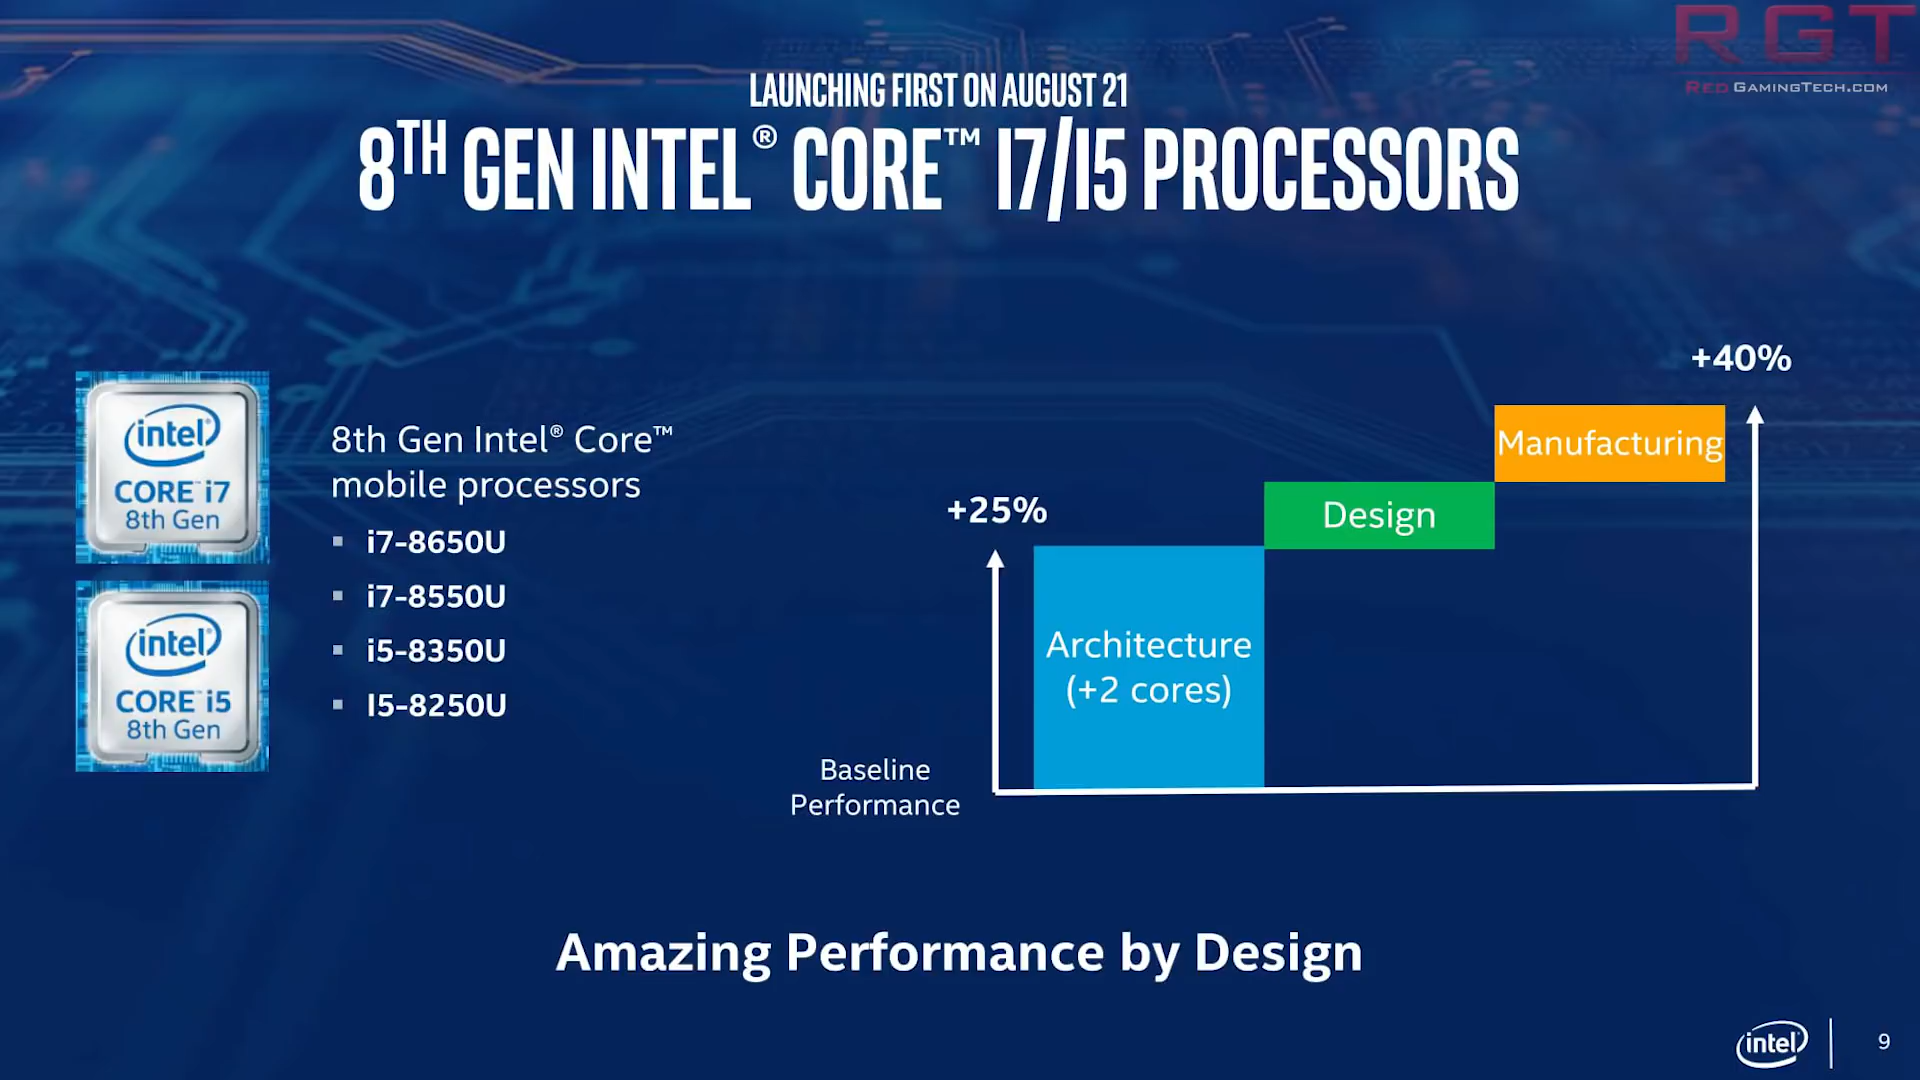 RGT
RED GAMINGTECH.COM
LAUNCHING FIRST ON AUGUST 21
8TH GEN INTEL® CORE™ I7/I5 PROCESSORS
intel®
CORE™ i7
8th Gen
intel®
CORE™ i5
8th Gen
8th Gen Intel® Core™
mobile processors
▪ i7-8650U
▪ i7-8550U
▪ i5-8350U
▪ I5-8250U
+25%
+40%
Manufacturing
Design
Architecture
(+2 cores)
Baseline
Performance
Amazing Performance by Design
intel®
9